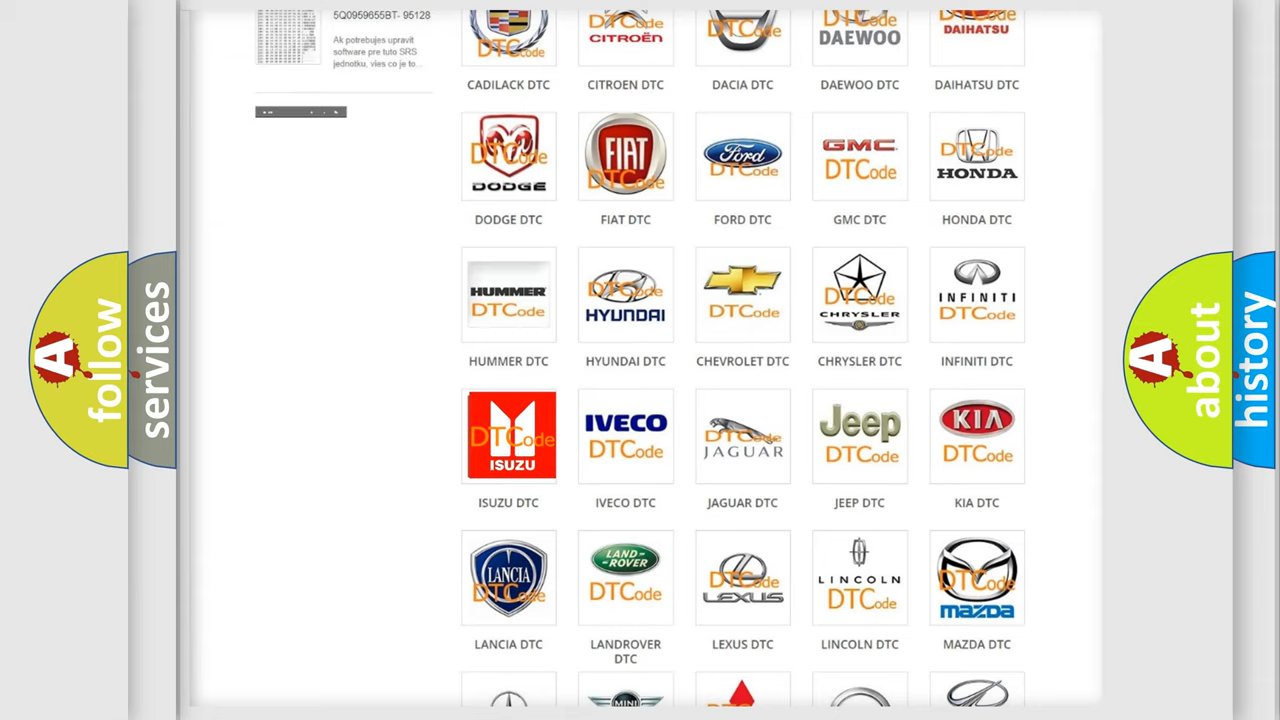 5Q0959655BT- 95128
Ak potrebujes upravit
software pre tuto SRS
jednotku, vies co je to...
DTCode
DTCode
CITROËN
DTCode
DAEWOO
DTCode
DAIHATSU
CADILACK DTC
CITROEN DTC
DACIA DTC
DAEWOO DTC
DAIHATSU DTC
DTCode
DODGE
FIAT
DTCode
Ford
DTCode
GMC
DTCode
DTCode
HONDA
DODGE DTC
FIAT DTC
FORD DTC
GMC DTC
HONDA DTC
HUMMER
DTCode
DTCode
HYUNDAI
DTCode
DTCode
CHRYSLER
INFINITI
DTCode
HUMMER DTC
HYUNDAI DTC
CHEVROLET DTC
CHRYSLER DTC
INFINITI DTC
DTCode
ISUZU
IVECO
DTCode
DTCode
JAGUAR
Jeep
DTCode
KIA
DTCode
ISUZU DTC
IVECO DTC
JAGUAR DTC
JEEP DTC
KIA DTC
LANCIA
DTCode
LAND-
ROVER
DTCode
DTCode
LEXUS
LINCOLN
DTCode
DTCode
mazda
LANCIA DTC
LANDROVER
DTC
LEXUS DTC
LINCOLN DTC
MAZDA DTC
MINI
A
follow
services
A
about
history